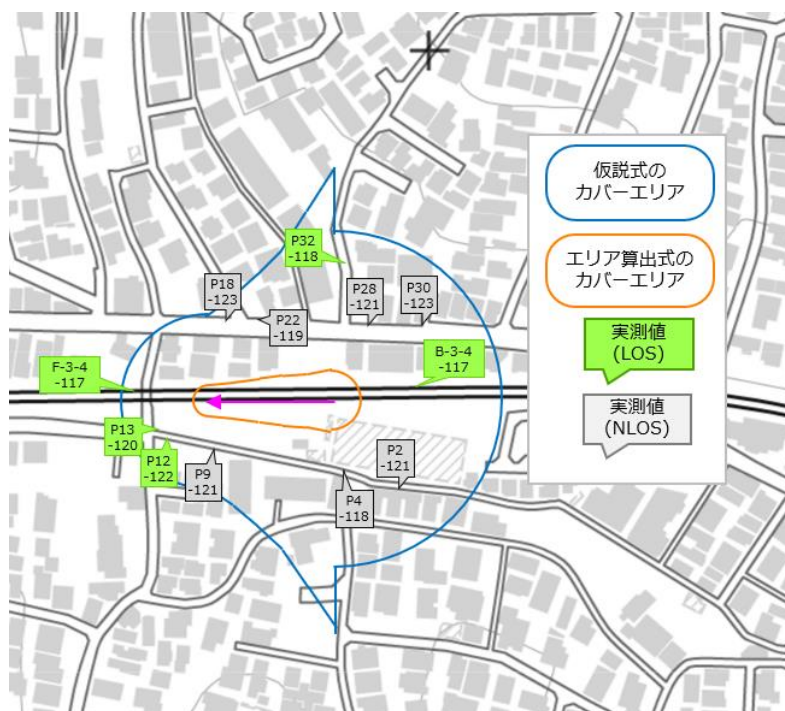 仮説式の
カバーエリア
エリア算出式の
カバーエリア
実測値
(LOS)
実測値
(NLOS)
P32
-118
P18
-123
P28
-121
P30
-123
P22
-119
F-3-4
-117
B-3-4
-117
P13
-120
P12
-122
P9
-121
P2
-121
P4
-118